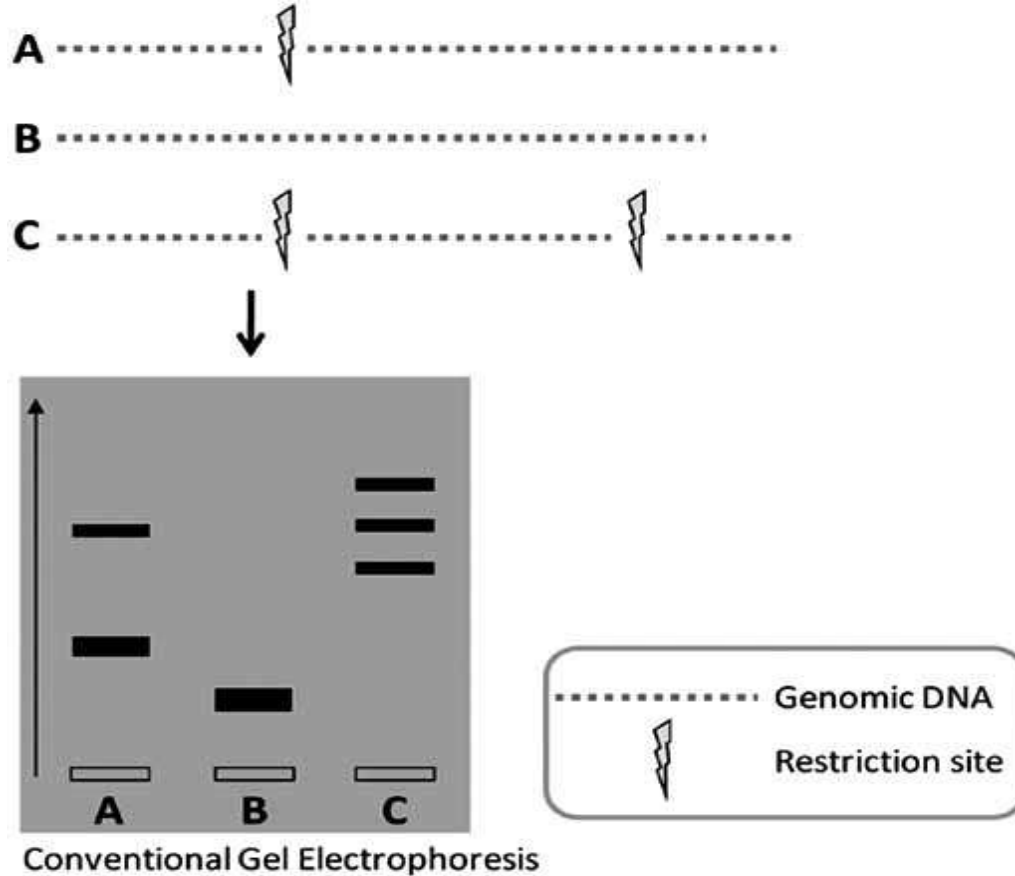 A
B
C
A B C
Genomic DNA
Restriction site
Conventional Gel Electrophoresis